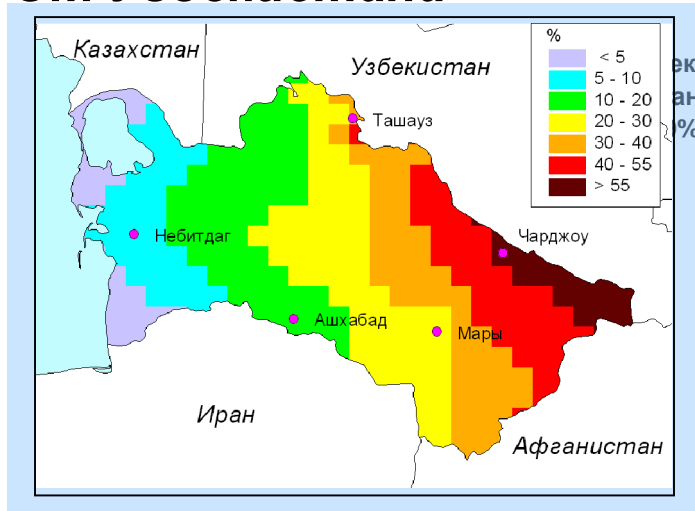 Казахстан
Узбекистан
%
< 5
5 - 10
10 - 20
20 - 30
30 - 40
40 - 55
> 55
Ташауз
Небитдаг
Чарджоу
Ашхабад
Мары
Иран
Афганистан